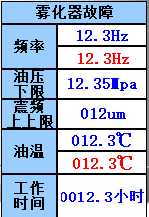 雾化器故障
频率
12.3Hz
12.3Hz
油压
下限
12.35Mpa
震频
上上限
012um
油温
012.3℃
012.3℃
工作
时间
0012.3小时